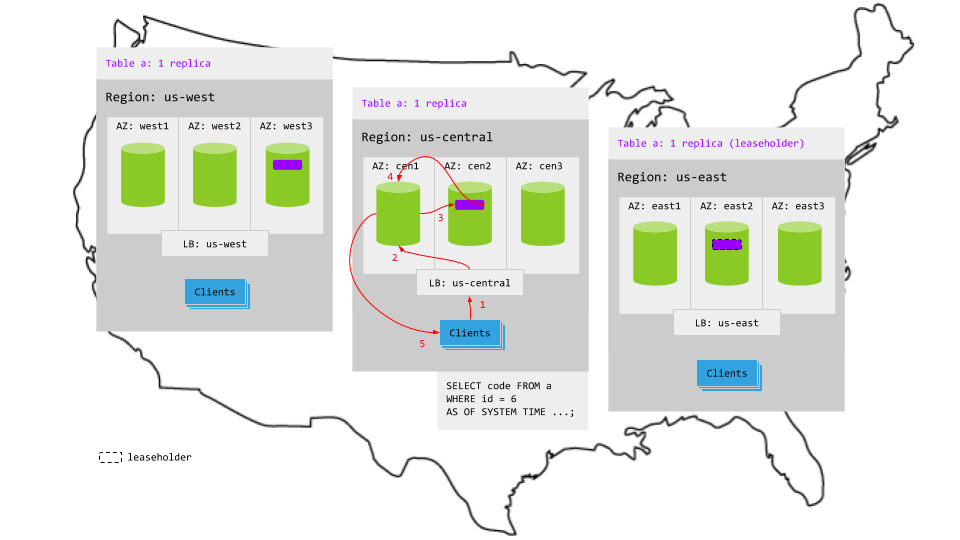 Table a: 1 replica
Region: us-west
AZ: west1
AZ: west2
AZ: west3
LB: us-west
Clients
Table a: 1 replica
Region: us-central
AZ: cen1
AZ: cen2
AZ: cen3
4
3
2
LB: us-central
1
Clients
5
SELECT code FROM a
WHERE id = 6
AS OF SYSTEM TIME ...;
Table a: 1 replica (leaseholder)
Region: us-east
AZ: east1
AZ: east2
AZ: east3
LB: us-east
Clients
leaseholder